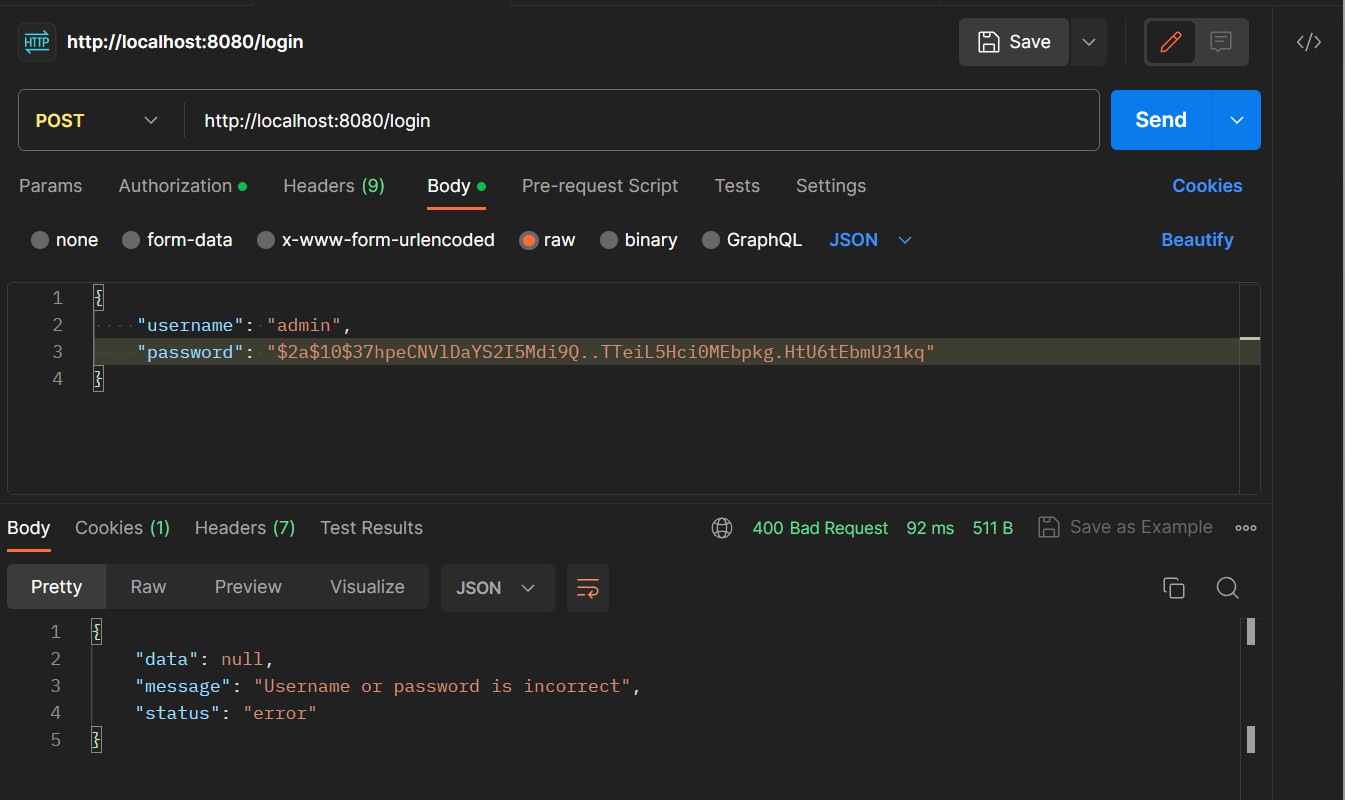 HTTP http://localhost:8080/login Save
POST http://localhost:8080/login Send
Params Authorization Headers (9) Body Pre-request Script Tests Settings Cookies
none form-data x-www-form-urlencoded raw binary GraphQL JSON Beautify
1 {
2 ····"username":·"admin",
3 ····"password": "$2a$10$37hpeCNVlDaYS2I5Mdi9Q..TTeiL5Hci0MEbpkg.HtU6tEbmU31kq"
4 }
Body Cookies (1) Headers (7) Test Results 400 Bad Request 92 ms 511 B Save as Example
Pretty Raw Preview Visualize JSON
1 {
2 "data": null,
3 "message": "Username or password is incorrect",
4 "status": "error"
5 }